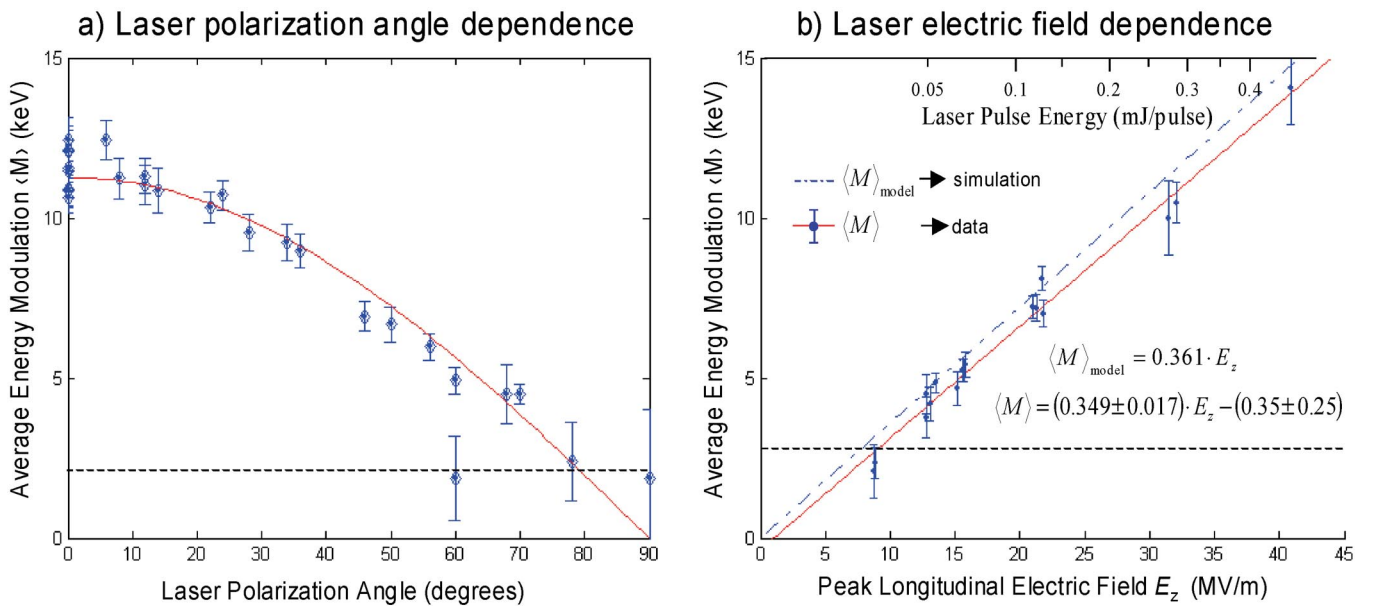 a) Laser polarization angle dependence
Average Energy Modulation ‹M› (keV)
15
10
5
0
0 10 20 30 40 50 60 70 80 90
Laser Polarization Angle (degrees)
b) Laser electric field dependence
Average Energy Modulation ‹M› (keV)
15
10
5
0
0.05 0.1 0.2 0.3 0.4
Laser Pulse Energy (mJ/pulse)
⟨M⟩model → simulation
⟨M⟩ → data
⟨M⟩model = 0.361· Ez
⟨M⟩ = (0.349±0.017)· Ez −(0.35±0.25)
0 5 10 15 20 25 30 35 40 45
Peak Longitudinal Electric Field Ez (MV/m)